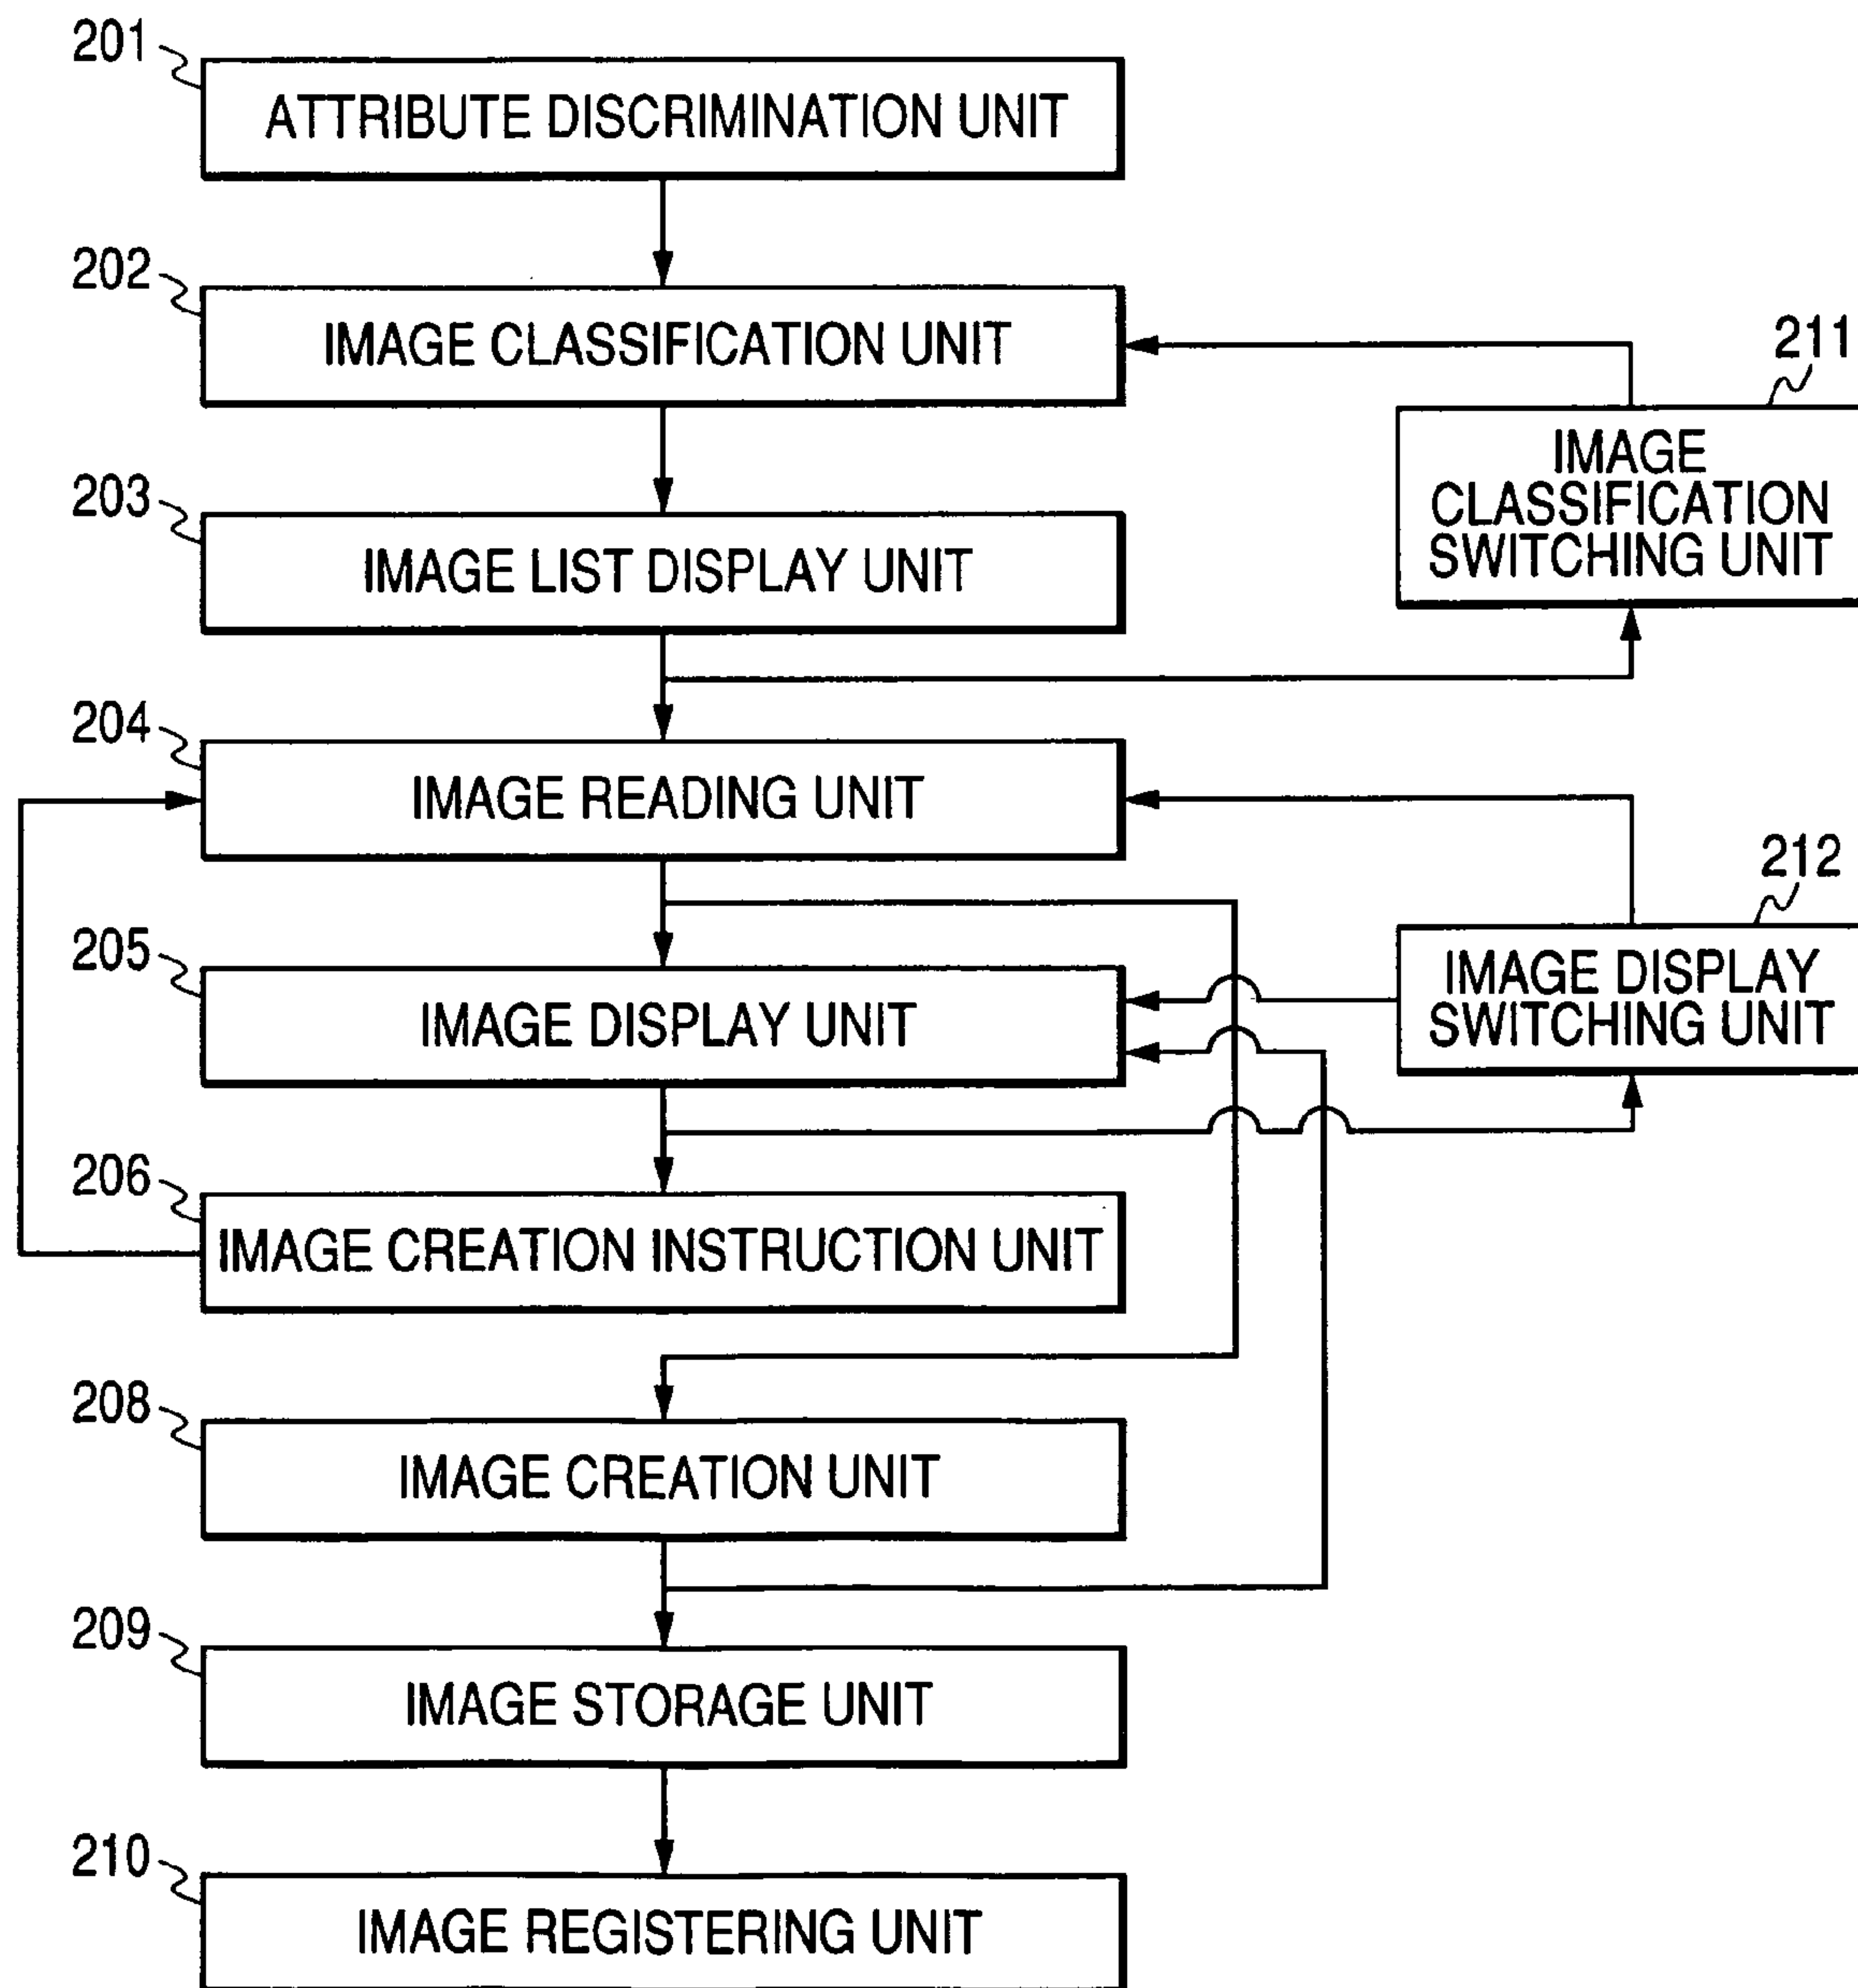 201
ATTRIBUTE DISCRIMINATION UNIT
202
IMAGE CLASSIFICATION UNIT
211
IMAGE
CLASSIFICATION
SWITCHING UNIT
203
IMAGE LIST DISPLAY UNIT
204
IMAGE READING UNIT
212
IMAGE DISPLAY
SWITCHING UNIT
205
IMAGE DISPLAY UNIT
206
IMAGE CREATION INSTRUCTION UNIT
208
IMAGE CREATION UNIT
209
IMAGE STORAGE UNIT
210
IMAGE REGISTERING UNIT